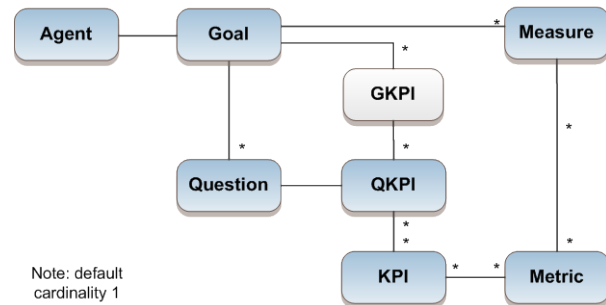 Agent
Goal
*
Measure
*
GKPI
*
*
*
Question
QKPI
*
*
KPI
*
*
*
Metric
Note: default
cardinality 1